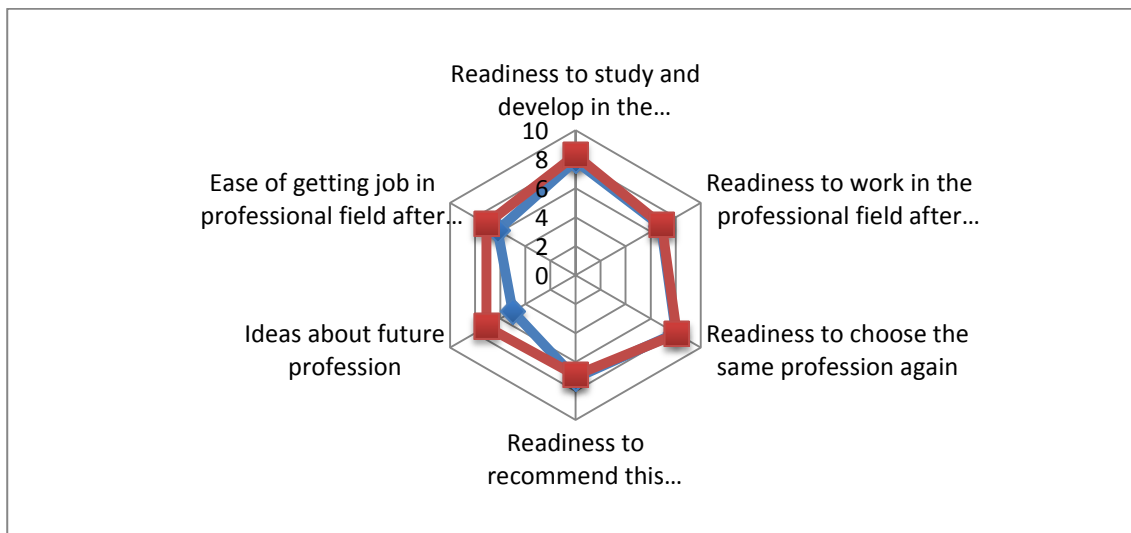 Readiness to study and
develop in the...
10
8
6
4
2
0
Readiness to work in the
professional field after...
Readiness to choose the
same profession again
Readiness to
recommend this...
Ideas about future
profession
Ease of getting job in
professional field after...